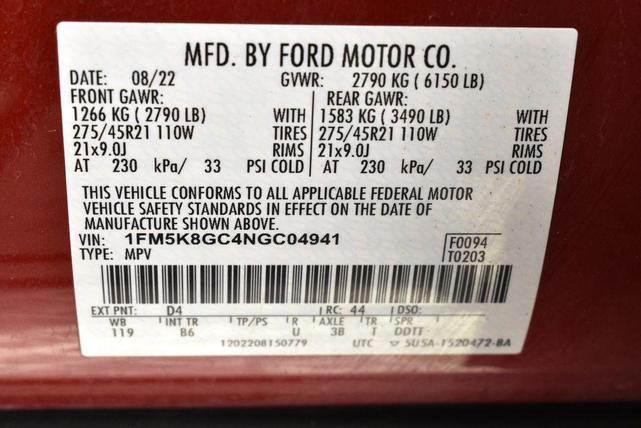 MFD. BY FORD MOTOR CO.
DATE: 08/22 GVWR: 2790 KG ( 6150 LB)
FRONT GAWR: REAR GAWR:
1266 KG ( 2790 LB) WITH 1583 KG ( 3490 LB) WITH
275/45R21 110W TIRES 275/45R21 110W TIRES
21x9.0J RIMS 21x9.0J RIMS
AT 230 kPa/ 33 PSI COLD AT 230 kPa/ 33 PSI COLD
THIS VEHICLE CONFORMS TO ALL APPLICABLE FEDERAL MOTOR
VEHICLE SAFETY STANDARDS IN EFFECT ON THE DATE OF
MANUFACTURE SHOWN ABOVE.
VIN: 1FM5K8GC4NGC04941 F0094
TYPE: MPV T0203
EXT PNT: D4 RC: 44 DSO:
WB INT TR TP/PS R AXLE TR SPR
119 B6 U 3B T DDTT
1202208150779 UTC 5U5A-1520472-BA